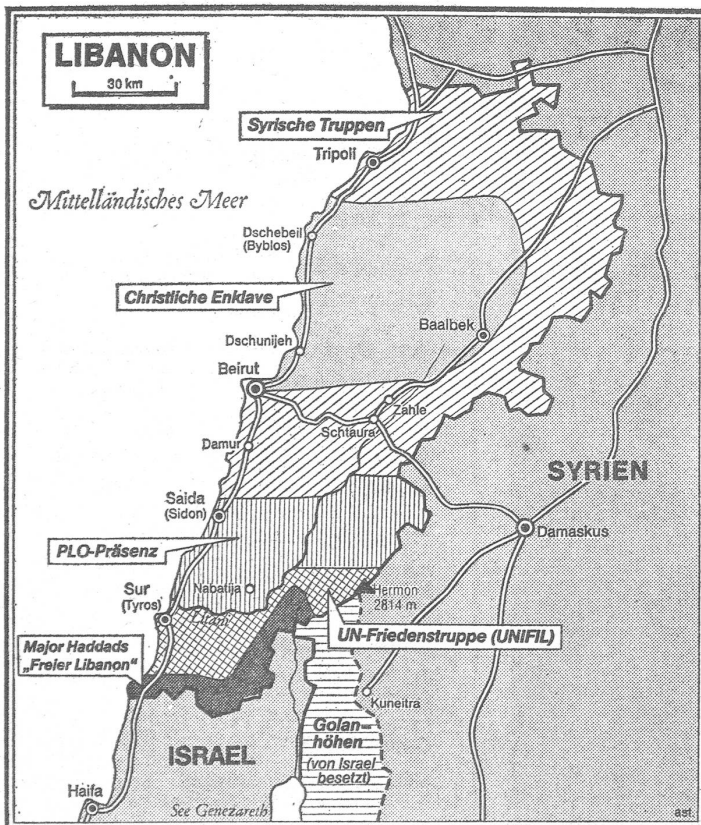 LIBANON
30 km
Syrische Truppen
Tripoli
Mittelländisches Meer
Dschebeil
(Byblos)
Christliche Enklave
Baalbek
Dschunijeh
Beirut
Zahle
Schtaura
Damur
SYRIEN
Saida
(Sidon)
Damaskus
PLO-Präsenz
Nabatija
Hermon
2814 m
Sur
(Tyros)
Litani
UN-Friedenstruppe (UNIFIL)
Major Haddads
„Freier Libanon“
Kuneitra
Golan-
höhen
(von Israel
besetzt)
ISRAEL
Haifa
See Genezareth
ast.